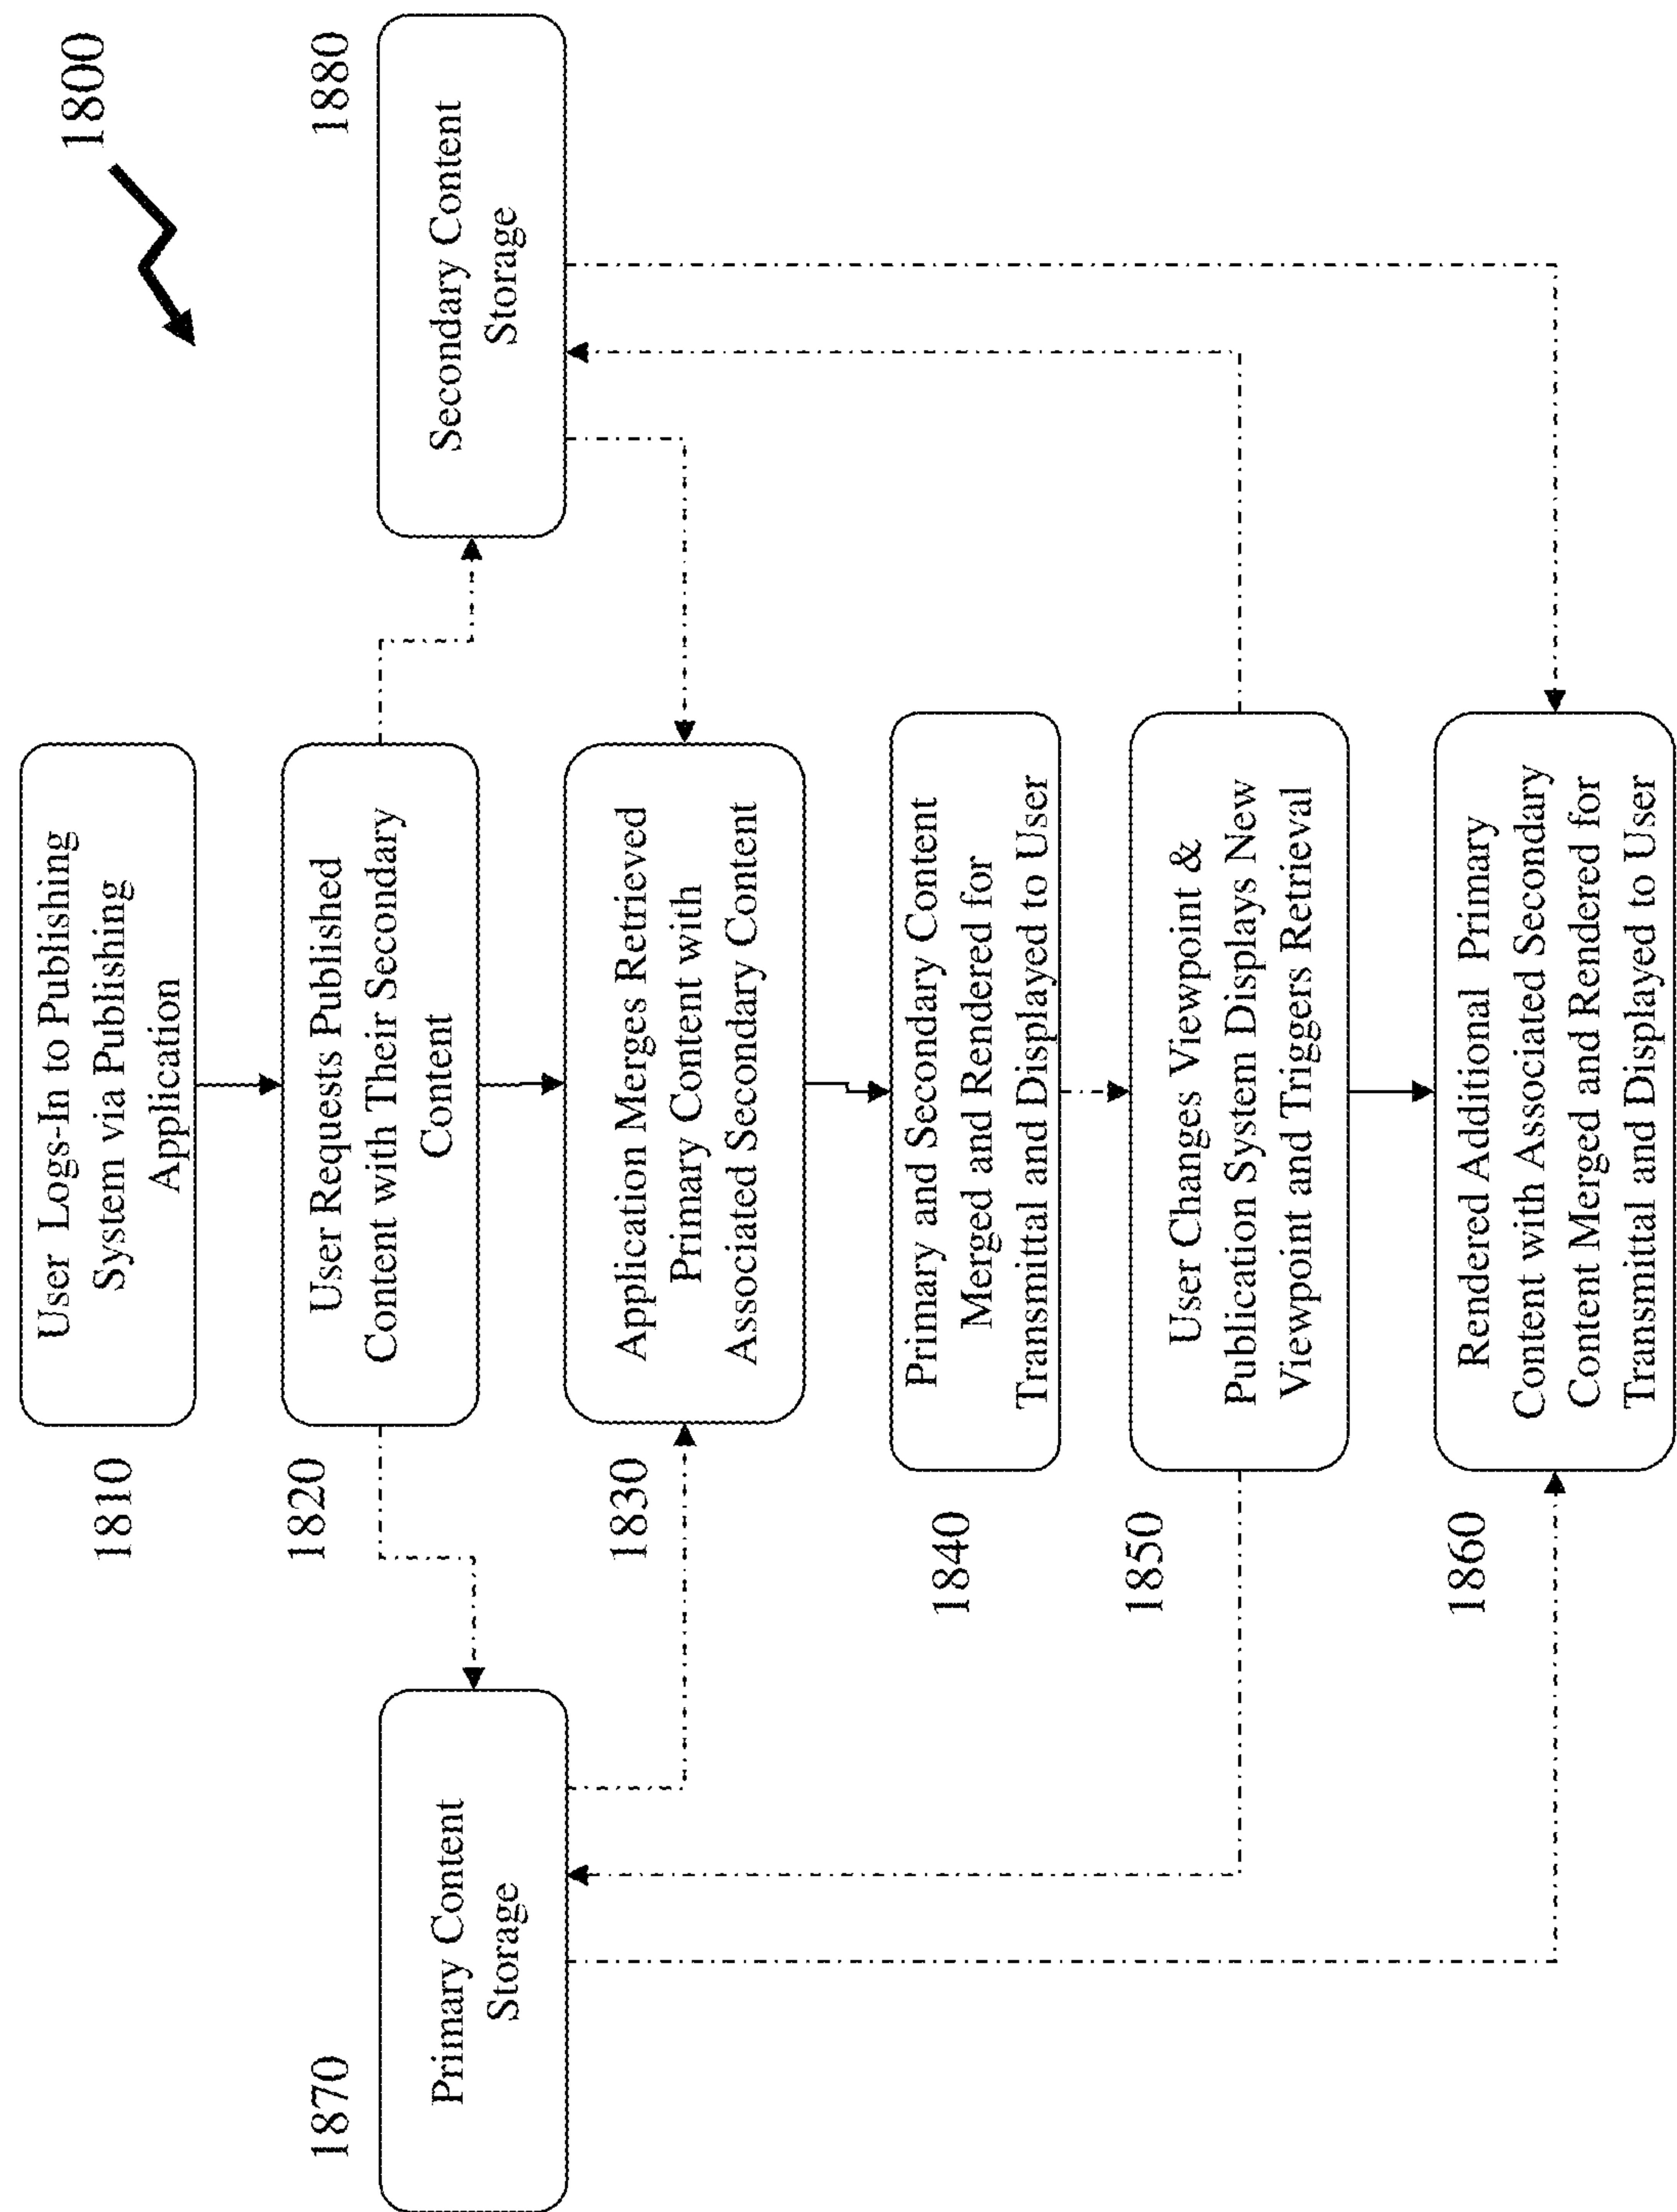 1800
User Logs-In to Publishing
System via Publishing
Application
1810
User Requests Published
Content with Their Secondary
Content
1820
1870
Primary Content
Storage
1880
Secondary Content
Storage
Application Merges Retrieved
Primary Content with
Associated Secondary Content
1830
Primary and Secondary Content
Merged and Rendered for
Transmittal and Displayed to User
1840
User Changes Viewpoint &
Publication System Displays New
Viewpoint and Triggers Retrieval
1850
Rendered Additional Primary
Content with Associated Secondary
Content Merged and Rendered for
Transmittal and Displayed to User
1860